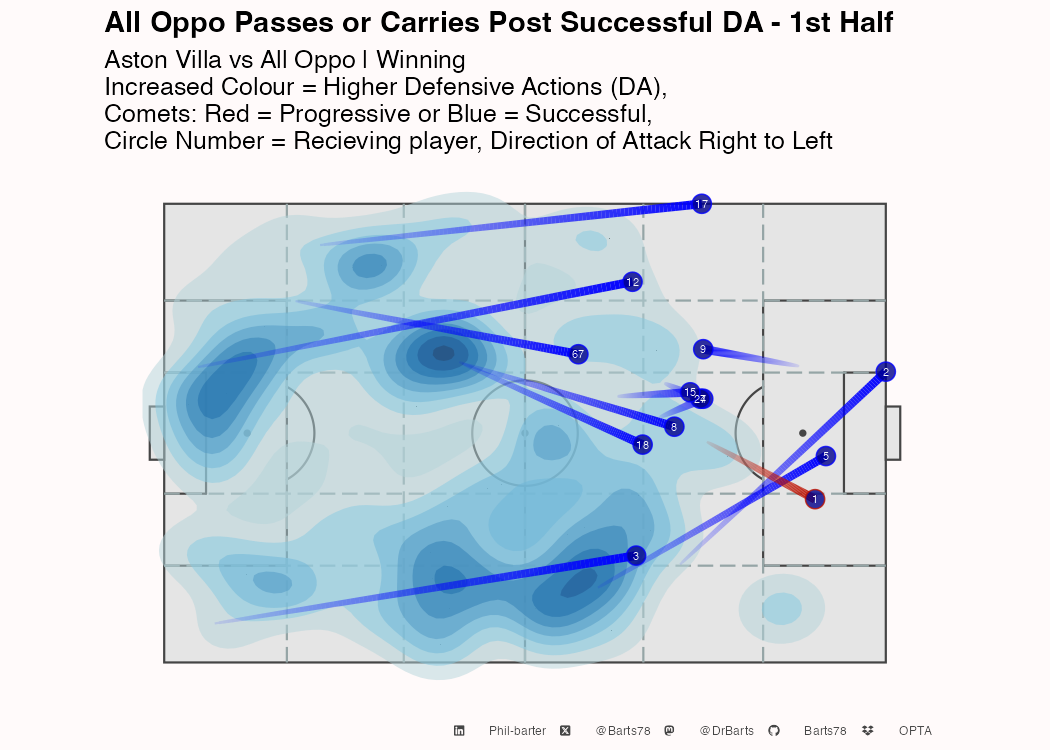 All Oppo Passes or Carries Post Successful DA - 1st Half
Aston Villa vs All Oppo | Winning
Increased Colour = Higher Defensive Actions (DA),
Comets: Red = Progressive or Blue = Successful,
Circle Number = Recieving player, Direction of Attack Right to Left
17
12
67
9
2
15
8
18
5
1
3
Phil-barter @Barts78 @DrBarts Barts78 OPTA